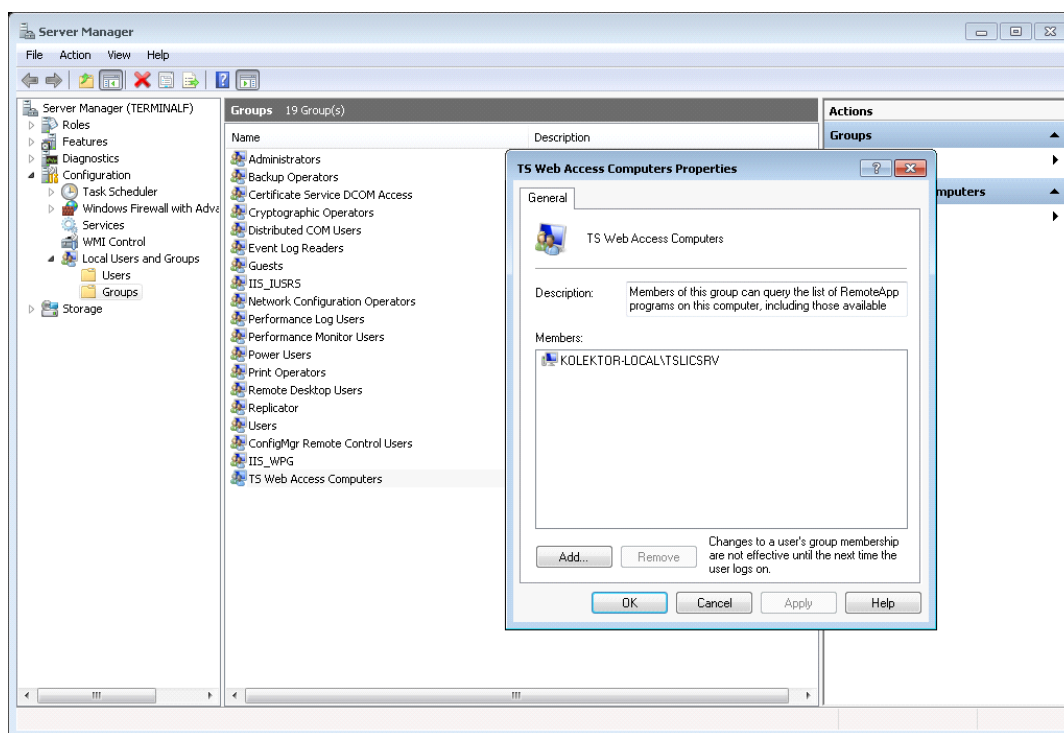 Server Manager
File Action View Help
Server Manager (TERMINALF)
Roles
Features
Diagnostics
Configuration
Task Scheduler
Windows Firewall with Adva
Services
WMI Control
Local Users and Groups
Users
Groups
Storage
Groups 19 Group(s)
Name Description
Administrators
Backup Operators
Certificate Service DCOM Access
Cryptographic Operators
Distributed COM Users
Event Log Readers
Guests
IIS_IUSRS
Network Configuration Operators
Performance Log Users
Performance Monitor Users
Power Users
Print Operators
Remote Desktop Users
Replicator
Users
ConfigMgr Remote Control Users
IIS_WPG
TS Web Access Computers
Actions
Groups
mputers
TS Web Access Computers Properties
General
TS Web Access Computers
Description: Members of this group can query the list of RemoteApp
programs on this computer, including those available
Members:
KOLEKTOR-LOCAL\TSLICSRV
Add... Remove
Changes to a user's group membership
are not effective until the next time the
user logs on.
OK Cancel Apply Help